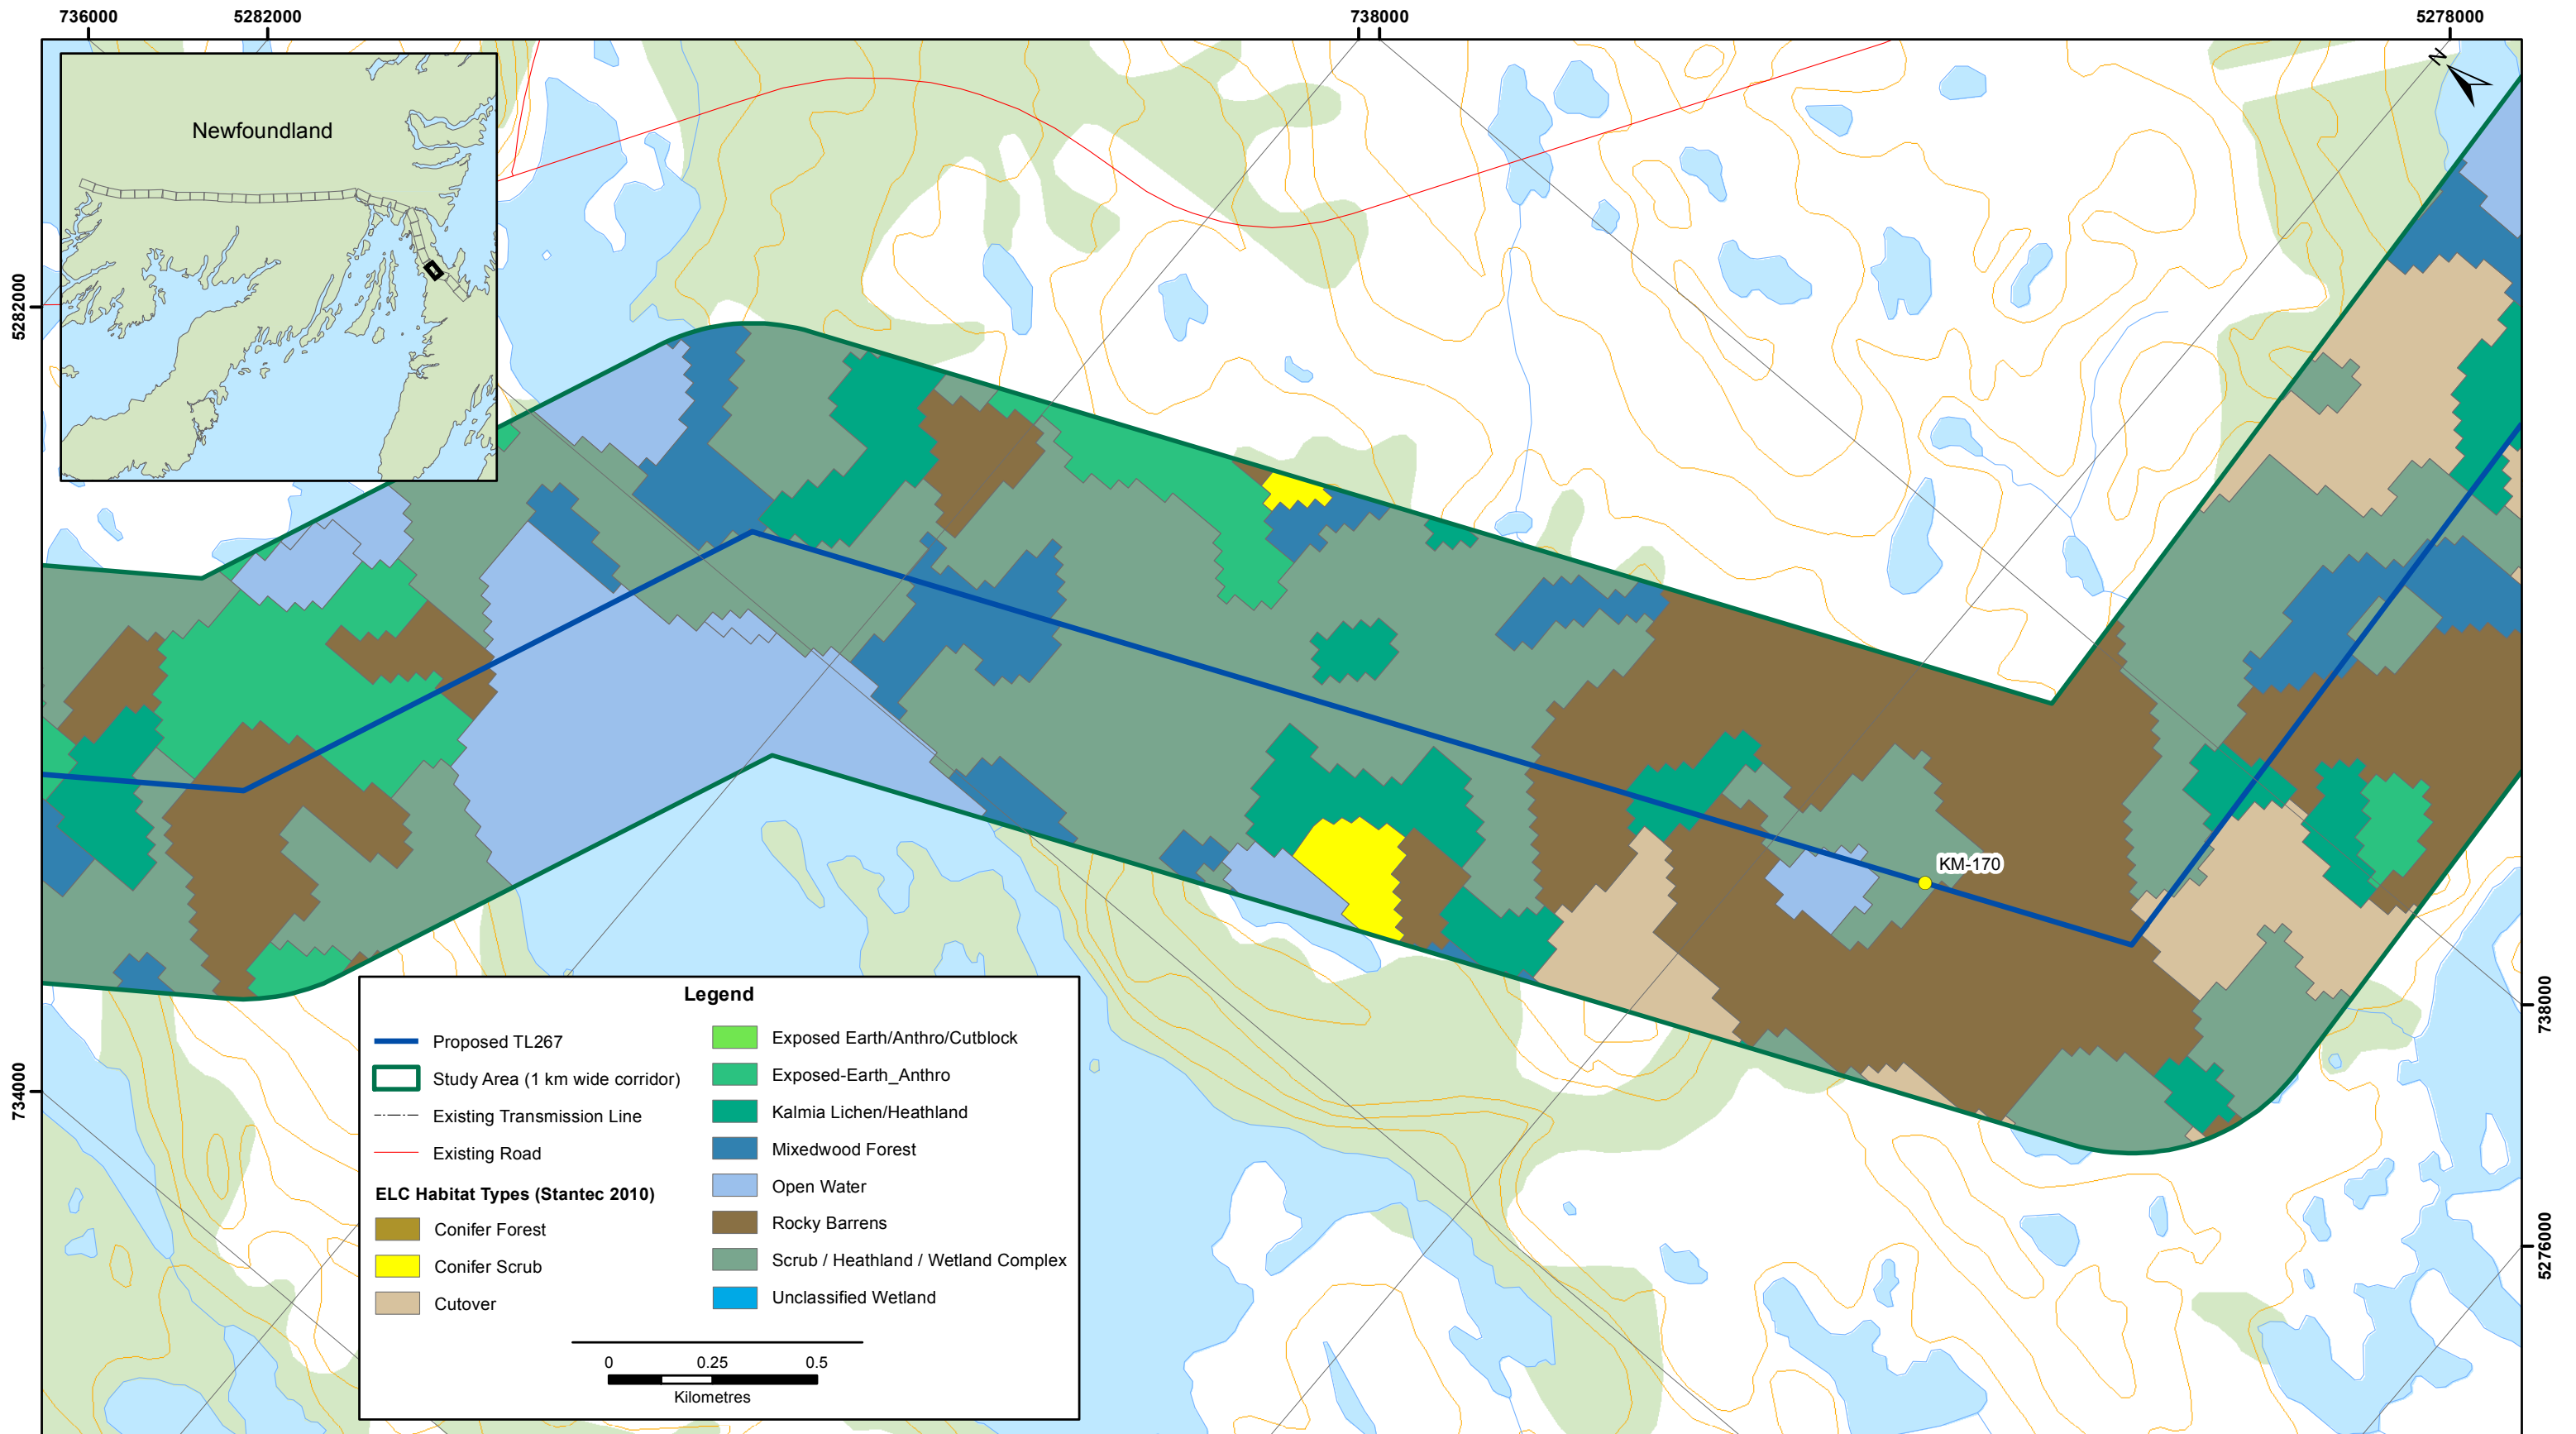 736000
5282000
738000
5278000
N
Newfoundland
5282000
KM-170
738000
734000
5276000
Legend
Proposed TL267
Study Area (1 km wide corridor)
Existing Transmission Line
Existing Road
ELC Habitat Types (Stantec 2010)
Conifer Forest
Conifer Scrub
Cutover
Exposed Earth/Anthro/Cutblock
Exposed-Earth_Anthro
Kalmia Lichen/Heathland
Mixedwood Forest
Open Water
Rocky Barrens
Scrub / Heathland / Wetland Complex
Unclassified Wetland
0 0.25 0.5
Kilometres